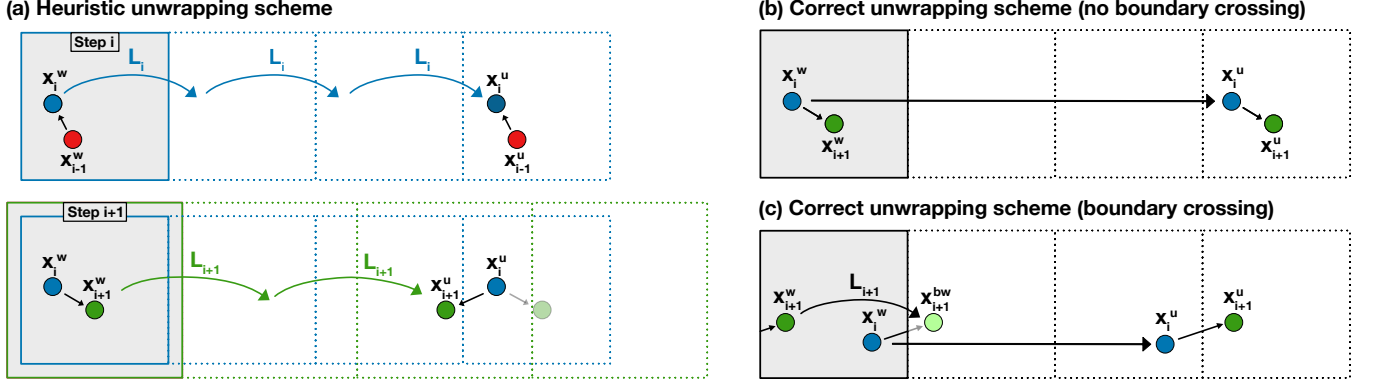 (a) Heuristic unwrapping scheme
Step i
L_i L_i L_i
x_i^w x_i^u
x_{i-1}^w x_{i-1}^u
Step i+1
x_i^w x_{i+1}^w L_{i+1} L_{i+1} x_{i+1}^u x_i^u
(b) Correct unwrapping scheme (no boundary crossing)
x_i^w x_i^u
x_{i+1}^w x_{i+1}^u
(c) Correct unwrapping scheme (boundary crossing)
x_{i+1}^w L_{i+1} x_{i+1}^{bw} x_{i+1}^u
x_i^w x_i^u